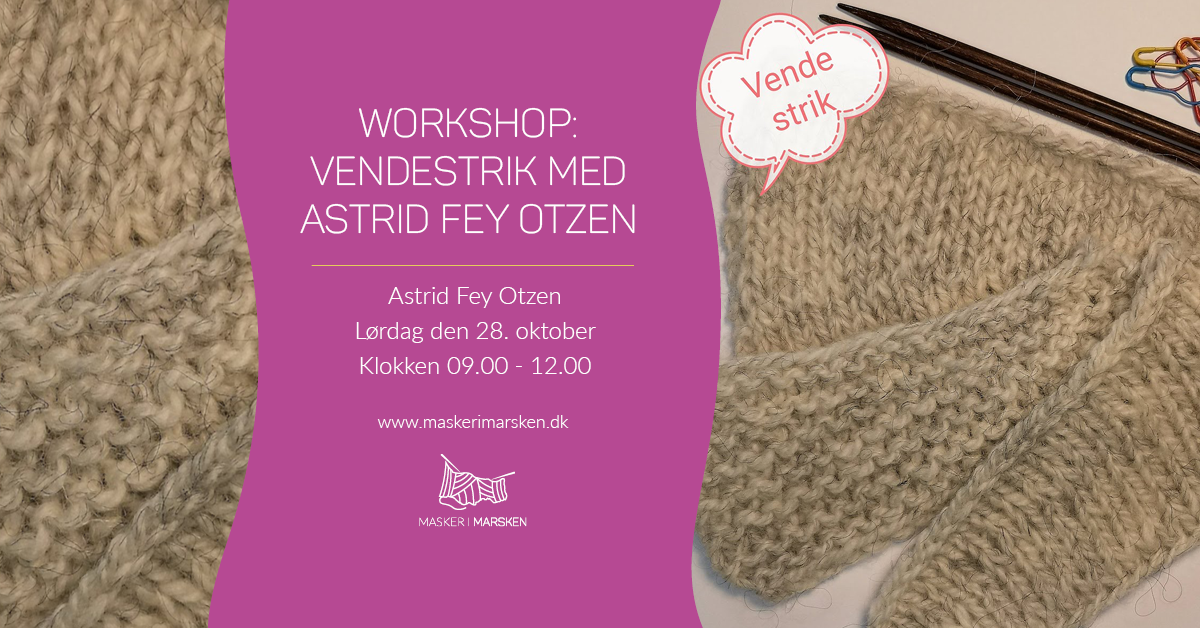 WORKSHOP:
VENDESTRIK MED
ASTRID FEY OTZEN
Astrid Fey Otzen
Lørdag den 28. oktober
Klokken 09.00 - 12.00
www.maskerimarsken.dk
MASKER I MARSKEN
Vende
strik